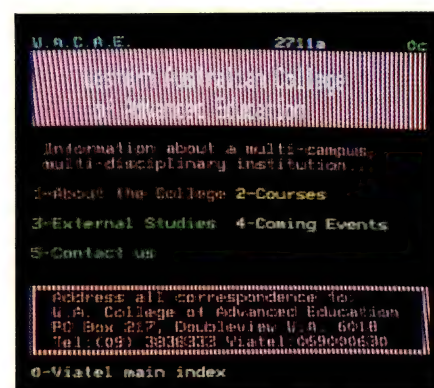 W.A.C.A.E. 2711a 0c
Western Australian College
of Advanced Education
Information about a multi-campus,
multi-disciplinary institution...
1-About the College 2-Courses
3-External Studies 4-Coming Events
5-Contact us
Address all correspondence to:
W.A. College of Advanced Education
PO Box 217, Doubleview W.A. 6018
Tel:(09) 3838333 Viatel:069000630
0-Viatel main index